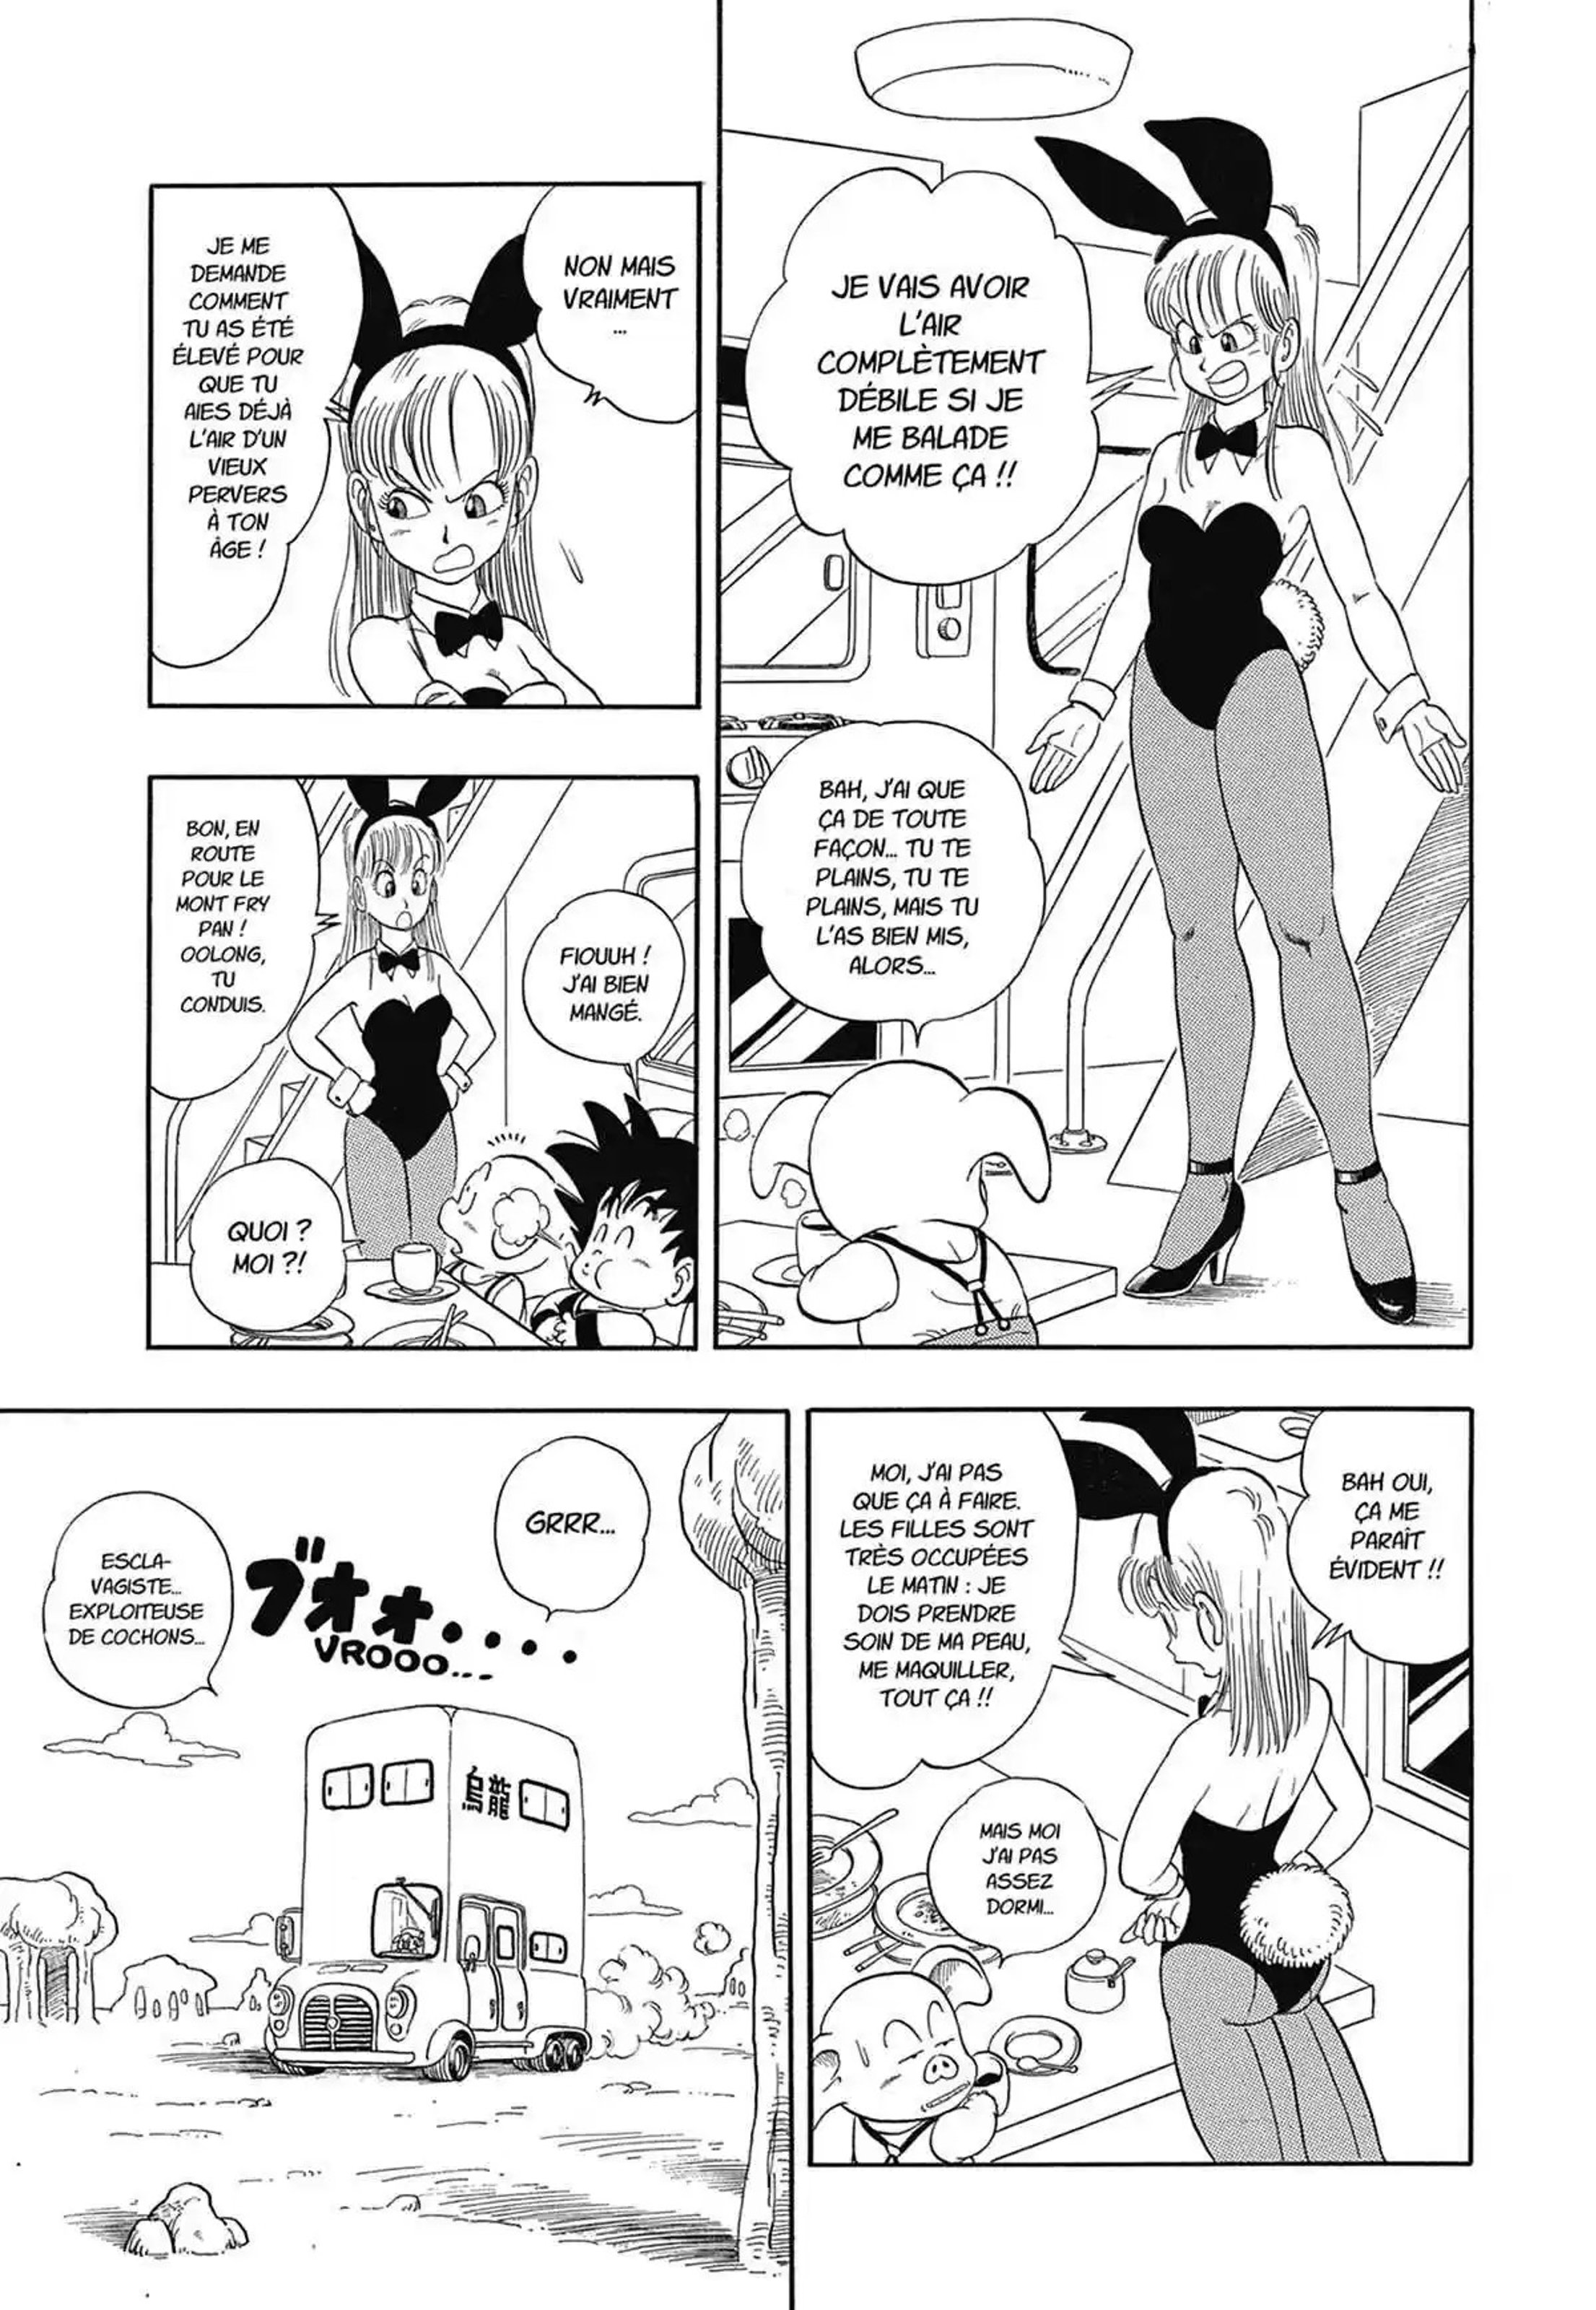 JE VAIS AVOIR
L'AIR
COMPLÈTEMENT
DÉBILE SI JE
ME BALADE
COMME ÇA !!
BAH, J'AI QUE
ÇA DE TOUTE
FAÇON... TU TE
PLAINS, TU TE
PLAINS, MAIS TU
L'AS BIEN MIS,
ALORS...
NON MAIS
VRAIMENT
...
JE ME
DEMANDE
COMMENT
TU AS ÉTÉ
ÉLEVÉ POUR
QUE TU
AIES DÉJÀ
L'AIR D'UN
VIEUX
PERVERS
À TON
ÂGE !
FIOUUH !
J'AI BIEN
MANGÉ.
BON, EN
ROUTE
POUR LE
MONT FRY
PAN !
OOLONG,
TU
CONDUIS.
QUOI ?
MOI ?!
BAH OUI,
ÇA ME
PARAÎT
ÉVIDENT !!
MOI, J'AI PAS
QUE ÇA À FAIRE.
LES FILLES SONT
TRÈS OCCUPÉES
LE MATIN : JE
DOIS PRENDRE
SOIN DE MA PEAU,
ME MAQUILLER,
TOUT ÇA !!
MAIS MOI
J'AI PAS
ASSEZ
DORMI...
GRRR...
ブオォ....
VROOO...
ESCLA-
VAGISTE...
EXPLOITEUSE
DE COCHONS...
烏龍